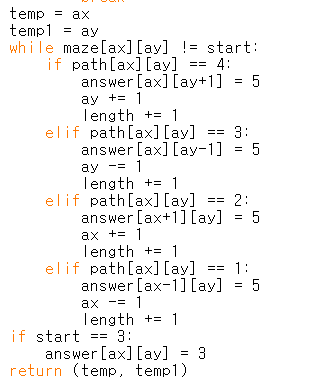 break
temp = ax
temp1 = ay
while maze[ax][ay] != start:
    if path[ax][ay] == 4:
        answer[ax][ay+1] = 5
        ay += 1
        length += 1
    elif path[ax][ay] == 3:
        answer[ax][ay-1] = 5
        ay -= 1
        length += 1
    elif path[ax][ay] == 2:
        answer[ax+1][ay] = 5
        ax += 1
        length += 1
    elif path[ax][ay] == 1:
        answer[ax-1][ay] = 5
        ax -= 1
        length += 1
if start == 3:
    answer[ax][ay] = 3
return (temp, temp1)